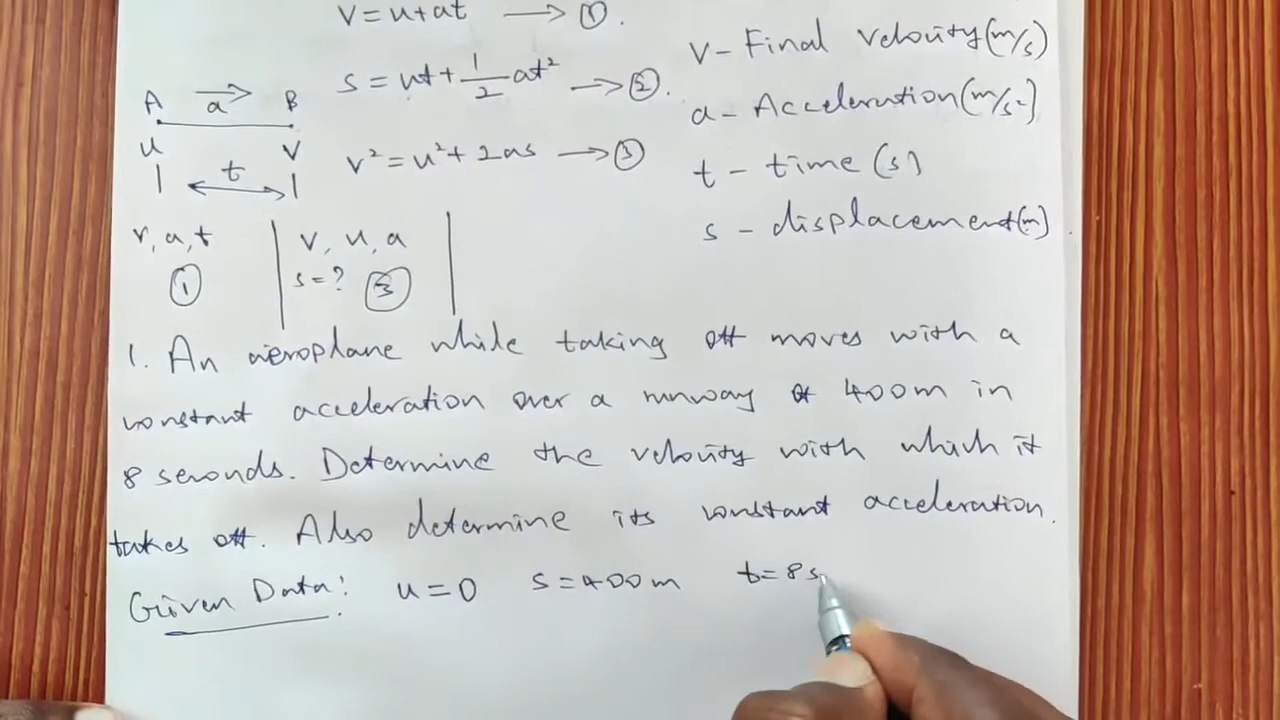 V = u + at → ①.
s = ut + 1/2 at² → ②.
V² = u² + 2as → ③
A a→ B
u V
t
V, u, t
①
V, u, a
s = ? ③
V - Final velocity (m/s)
a - Acceleration (m/s²)
t - time (s)
s - displacement (m)
1. An aeroplane while taking off moves with a
constant acceleration over a runway of 400m in
8 seconds. Determine the velocity with which it
takes off. Also determine its constant acceleration.
Given Data: u = 0 s = 400m t = 8s